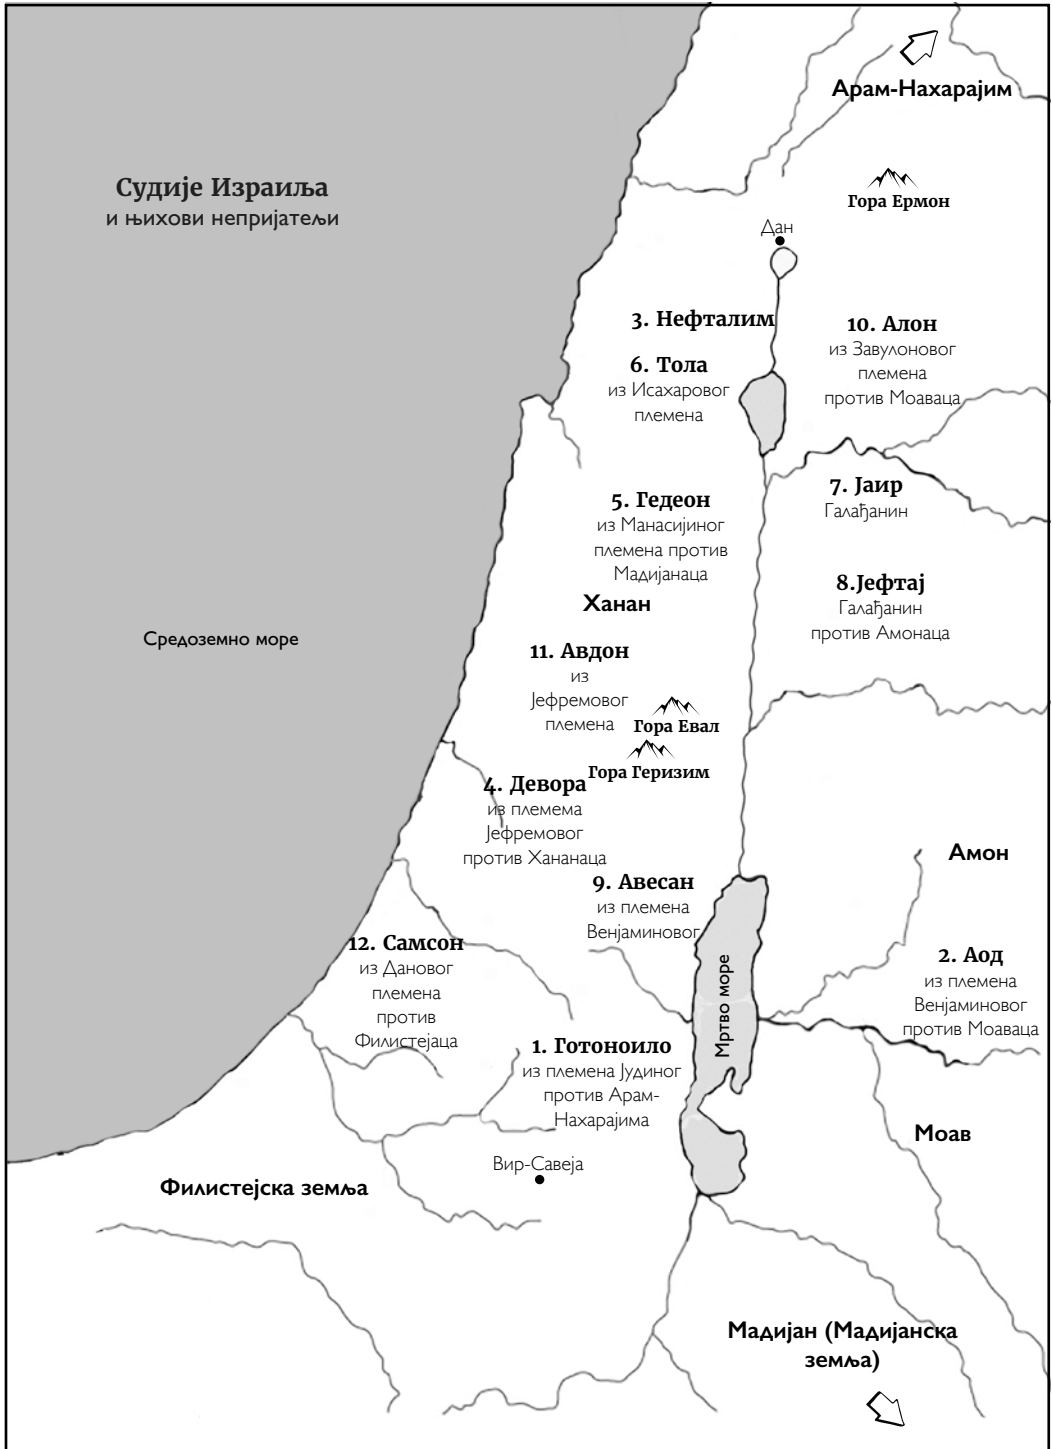 Арам-Нахарајим
Судије Израиља
и њихови непријатељи
Гора Ермон
Дан
3. Нефталим
10. Алон
из Завулоновог
племена
против Моаваца
6. Тола
из Исахаровог
племена
7. Јаир
Галађанин
5. Гедеон
из Манасијиног
племена против
Мадијанаца
8.Јефтај
Галађанин
против Амонаца
Ханан
Средоземно море
11. Авдон
из
Јефремовог
племена
Гора Евал
Гора Геризим
4. Девора
из племема
Јефремовог
против Хананаца
Амон
9. Авесан
из племена
Венјаминовог
12. Самсон
из Дановог
племена
против
Филистејаца
Мртво море
2. Аод
из племена
Венјаминовог
против Моаваца
1. Готоноило
из племена Јудиног
против Арам-
Нахарајима
Моав
Вир-Савеја
Филистејска земља
Мадијан (Мадијанска
земља)